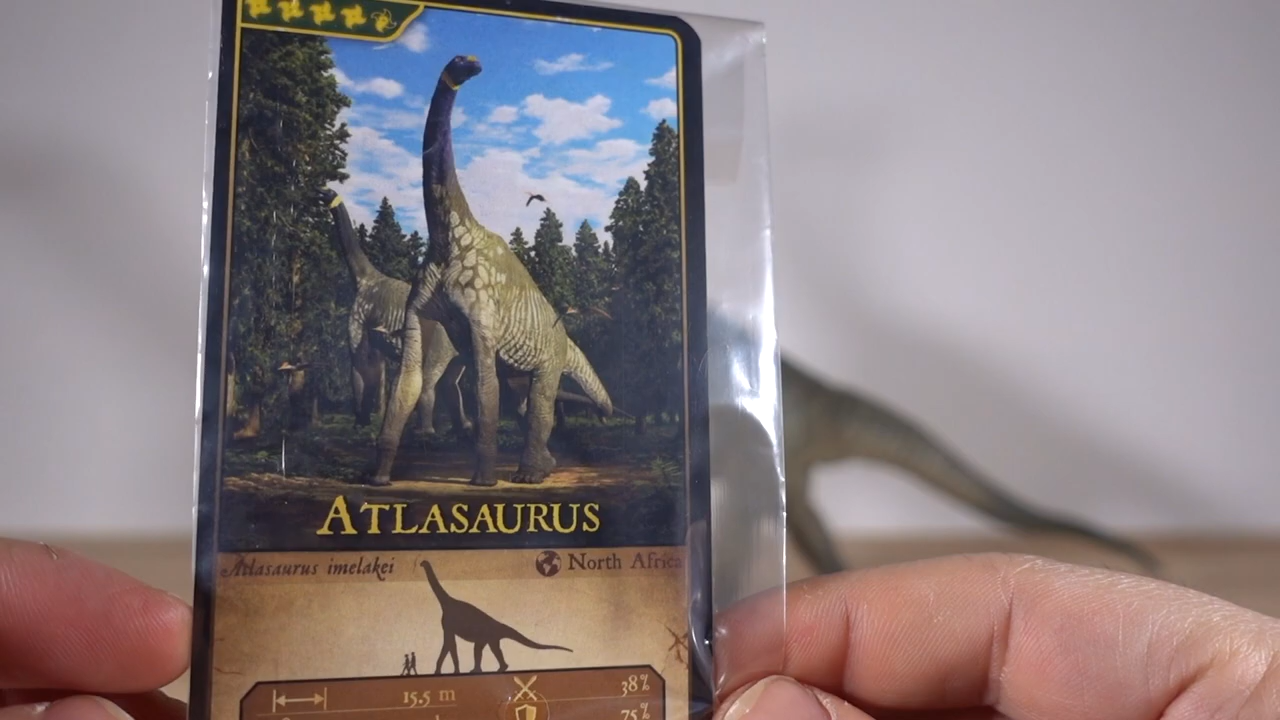 ATLASAURUS
Atlasaurus imelakei
North Africa
15.5 m
38%
75%